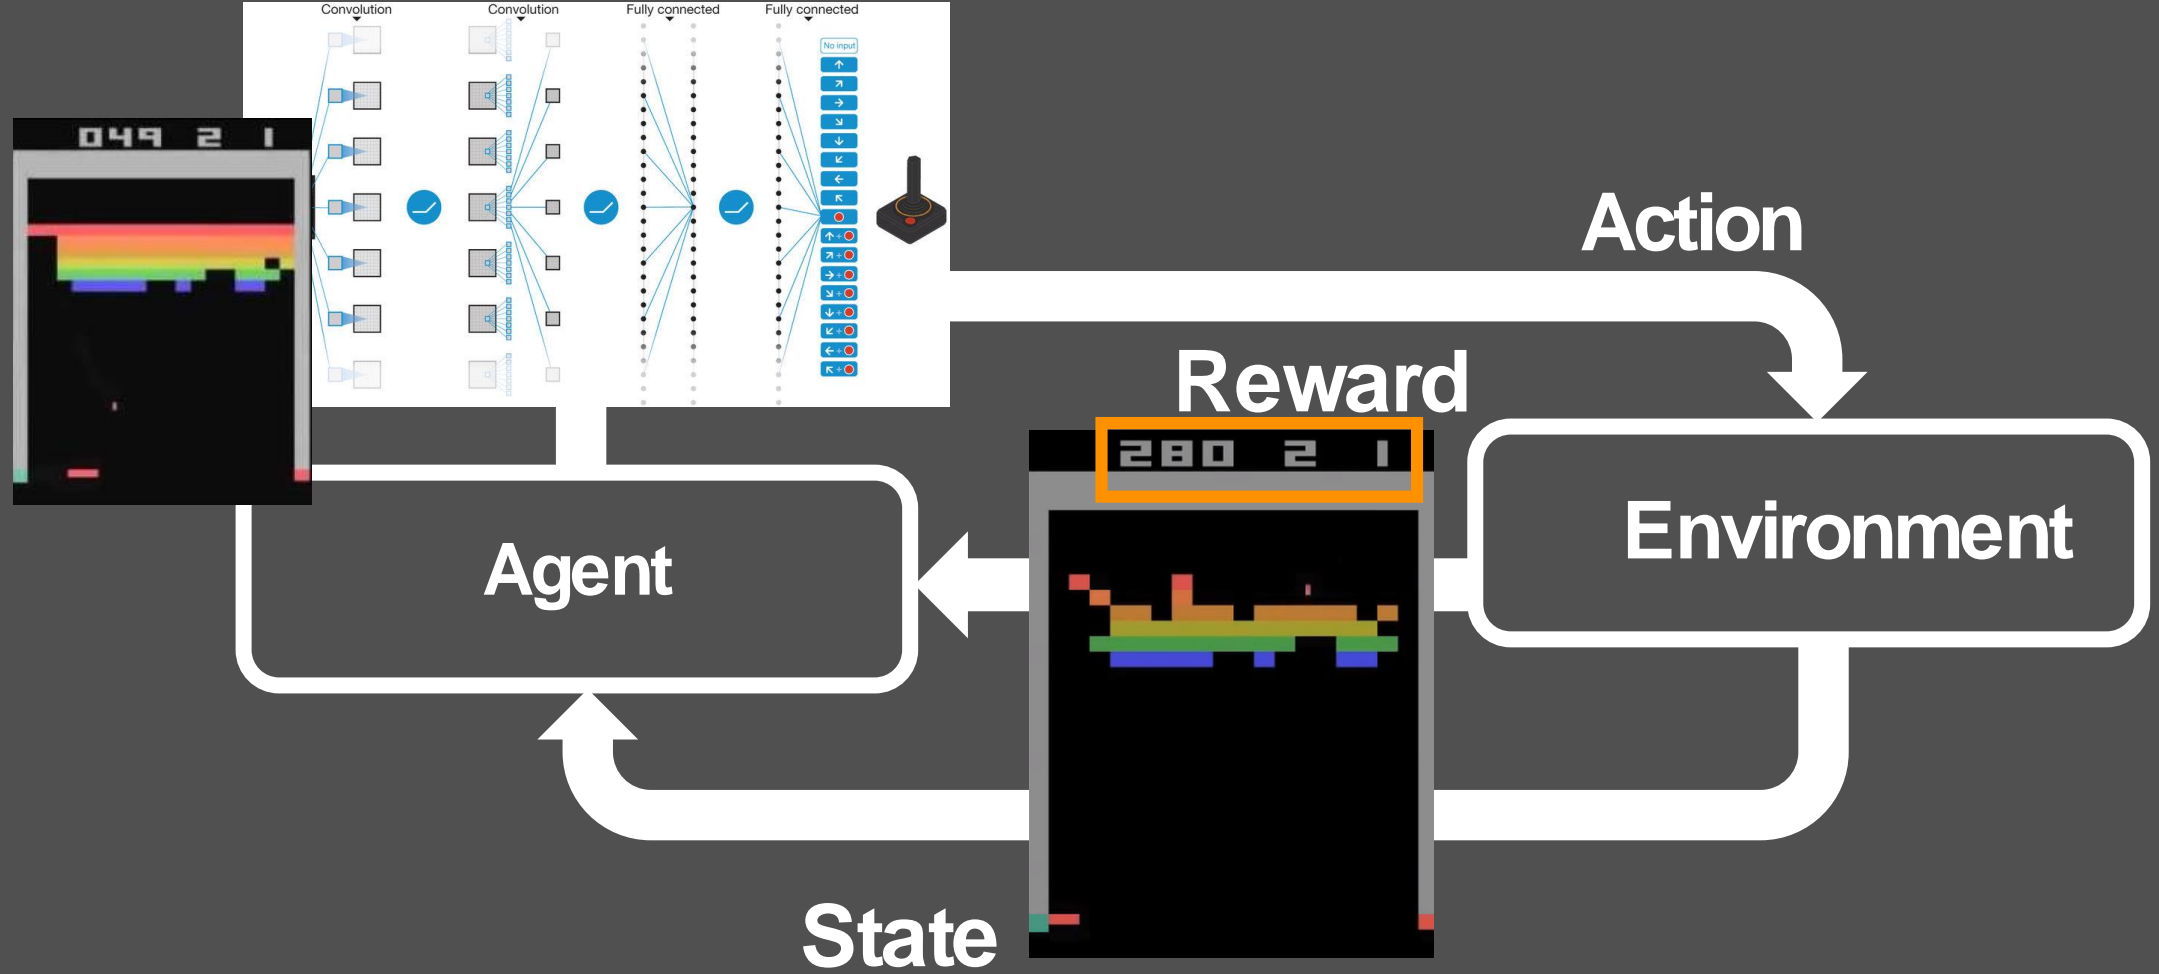 Convolution Convolution Fully connected Fully connected
No input
049 2 1
Action
Reward
280 2 1
Environment
Agent
State